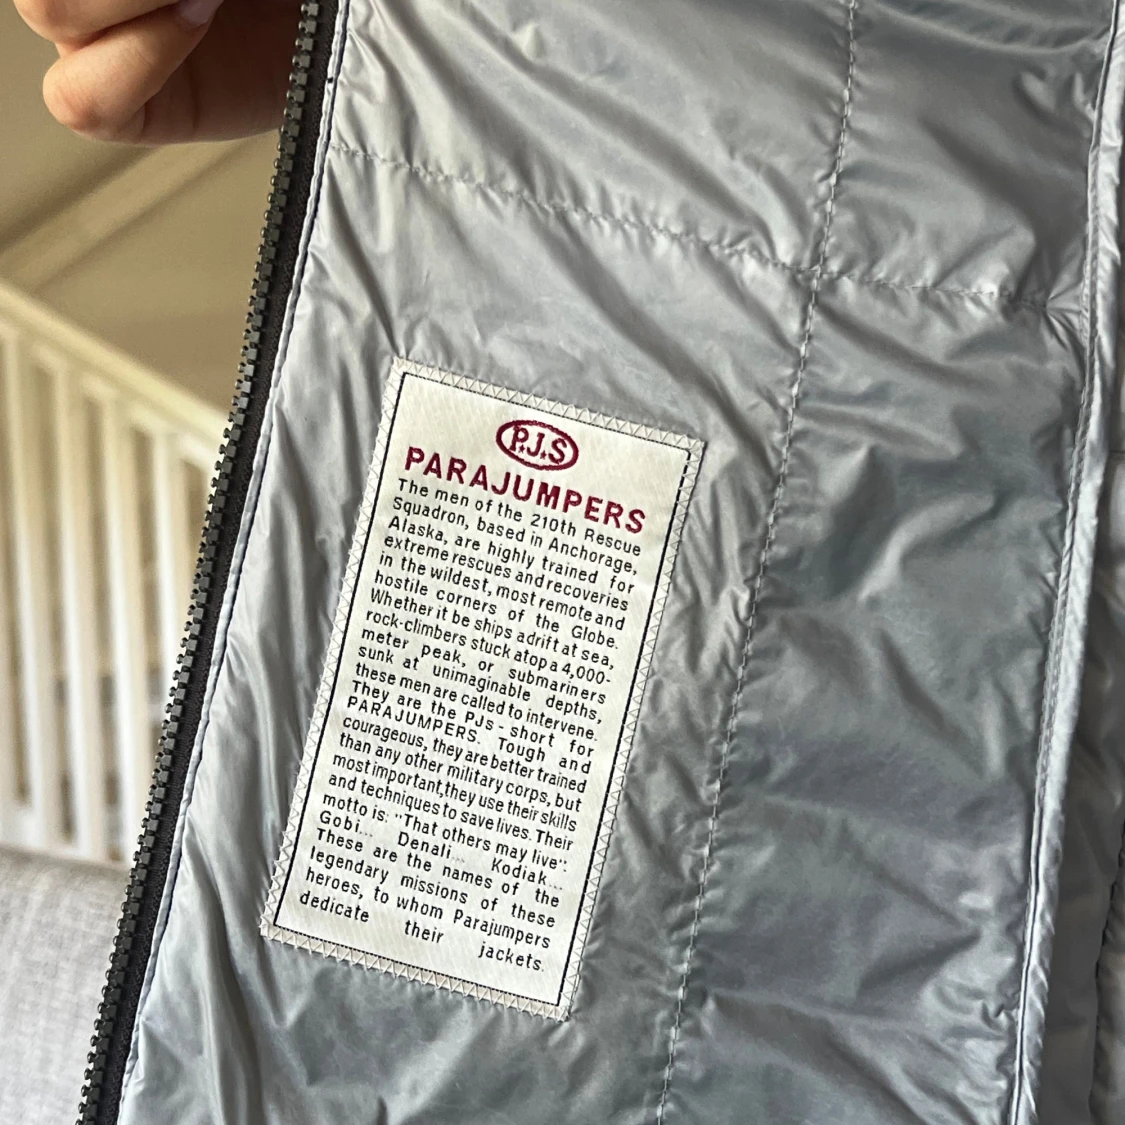 P.J.S
PARAJUMPERS
The men of the 210th Rescue
Squadron, based in Anchorage,
Alaska, are highly trained for
extreme rescues and recoveries
in the wildest, most remote and
hostile corners of the Globe.
Whether it be ships adrift at sea,
rock-climbers stuck atop a 4,000-
meter peak, or submariners
sunk at unimaginable depths,
these men are called to intervene.
They are the PJs - short for
PARAJUMPERS. Tough and
courageous, they are better trained
than any other military corps, but
most important,they use their skills
and techniques to save lives. Their
motto is: "That others may live":
Gobi... Denali... Kodiak...
These are the names of the
legendary missions of these
heroes, to whom Parajumpers
dedicate their jackets.